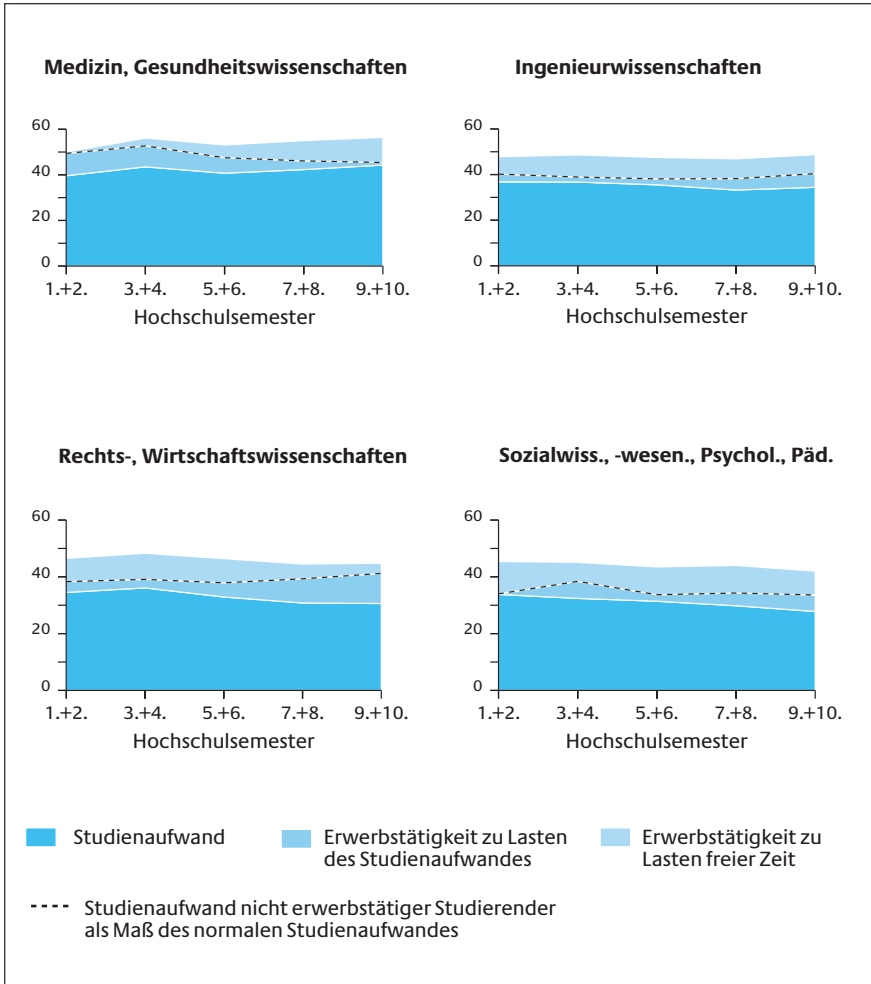 Medizin, Gesundheitswissenschaften
60
40
20
0
1.+2. 3.+4. 5.+6. 7.+8. 9.+10.
Hochschulsemester
Ingenieurwissenschaften
60
40
20
0
1.+2. 3.+4. 5.+6. 7.+8. 9.+10.
Hochschulsemester
Rechts-, Wirtschaftswissenschaften
60
40
20
0
1.+2. 3.+4. 5.+6. 7.+8. 9.+10.
Hochschulsemester
Sozialwiss., -wesen., Psychol., Päd.
60
40
20
0
1.+2. 3.+4. 5.+6. 7.+8. 9.+10.
Hochschulsemester
Studienaufwand
Erwerbstätigkeit zu Lasten
des Studienaufwandes
Erwerbstätigkeit zu
Lasten freier Zeit
Studienaufwand nicht erwerbstätiger Studierender
als Maß des normalen Studienaufwandes